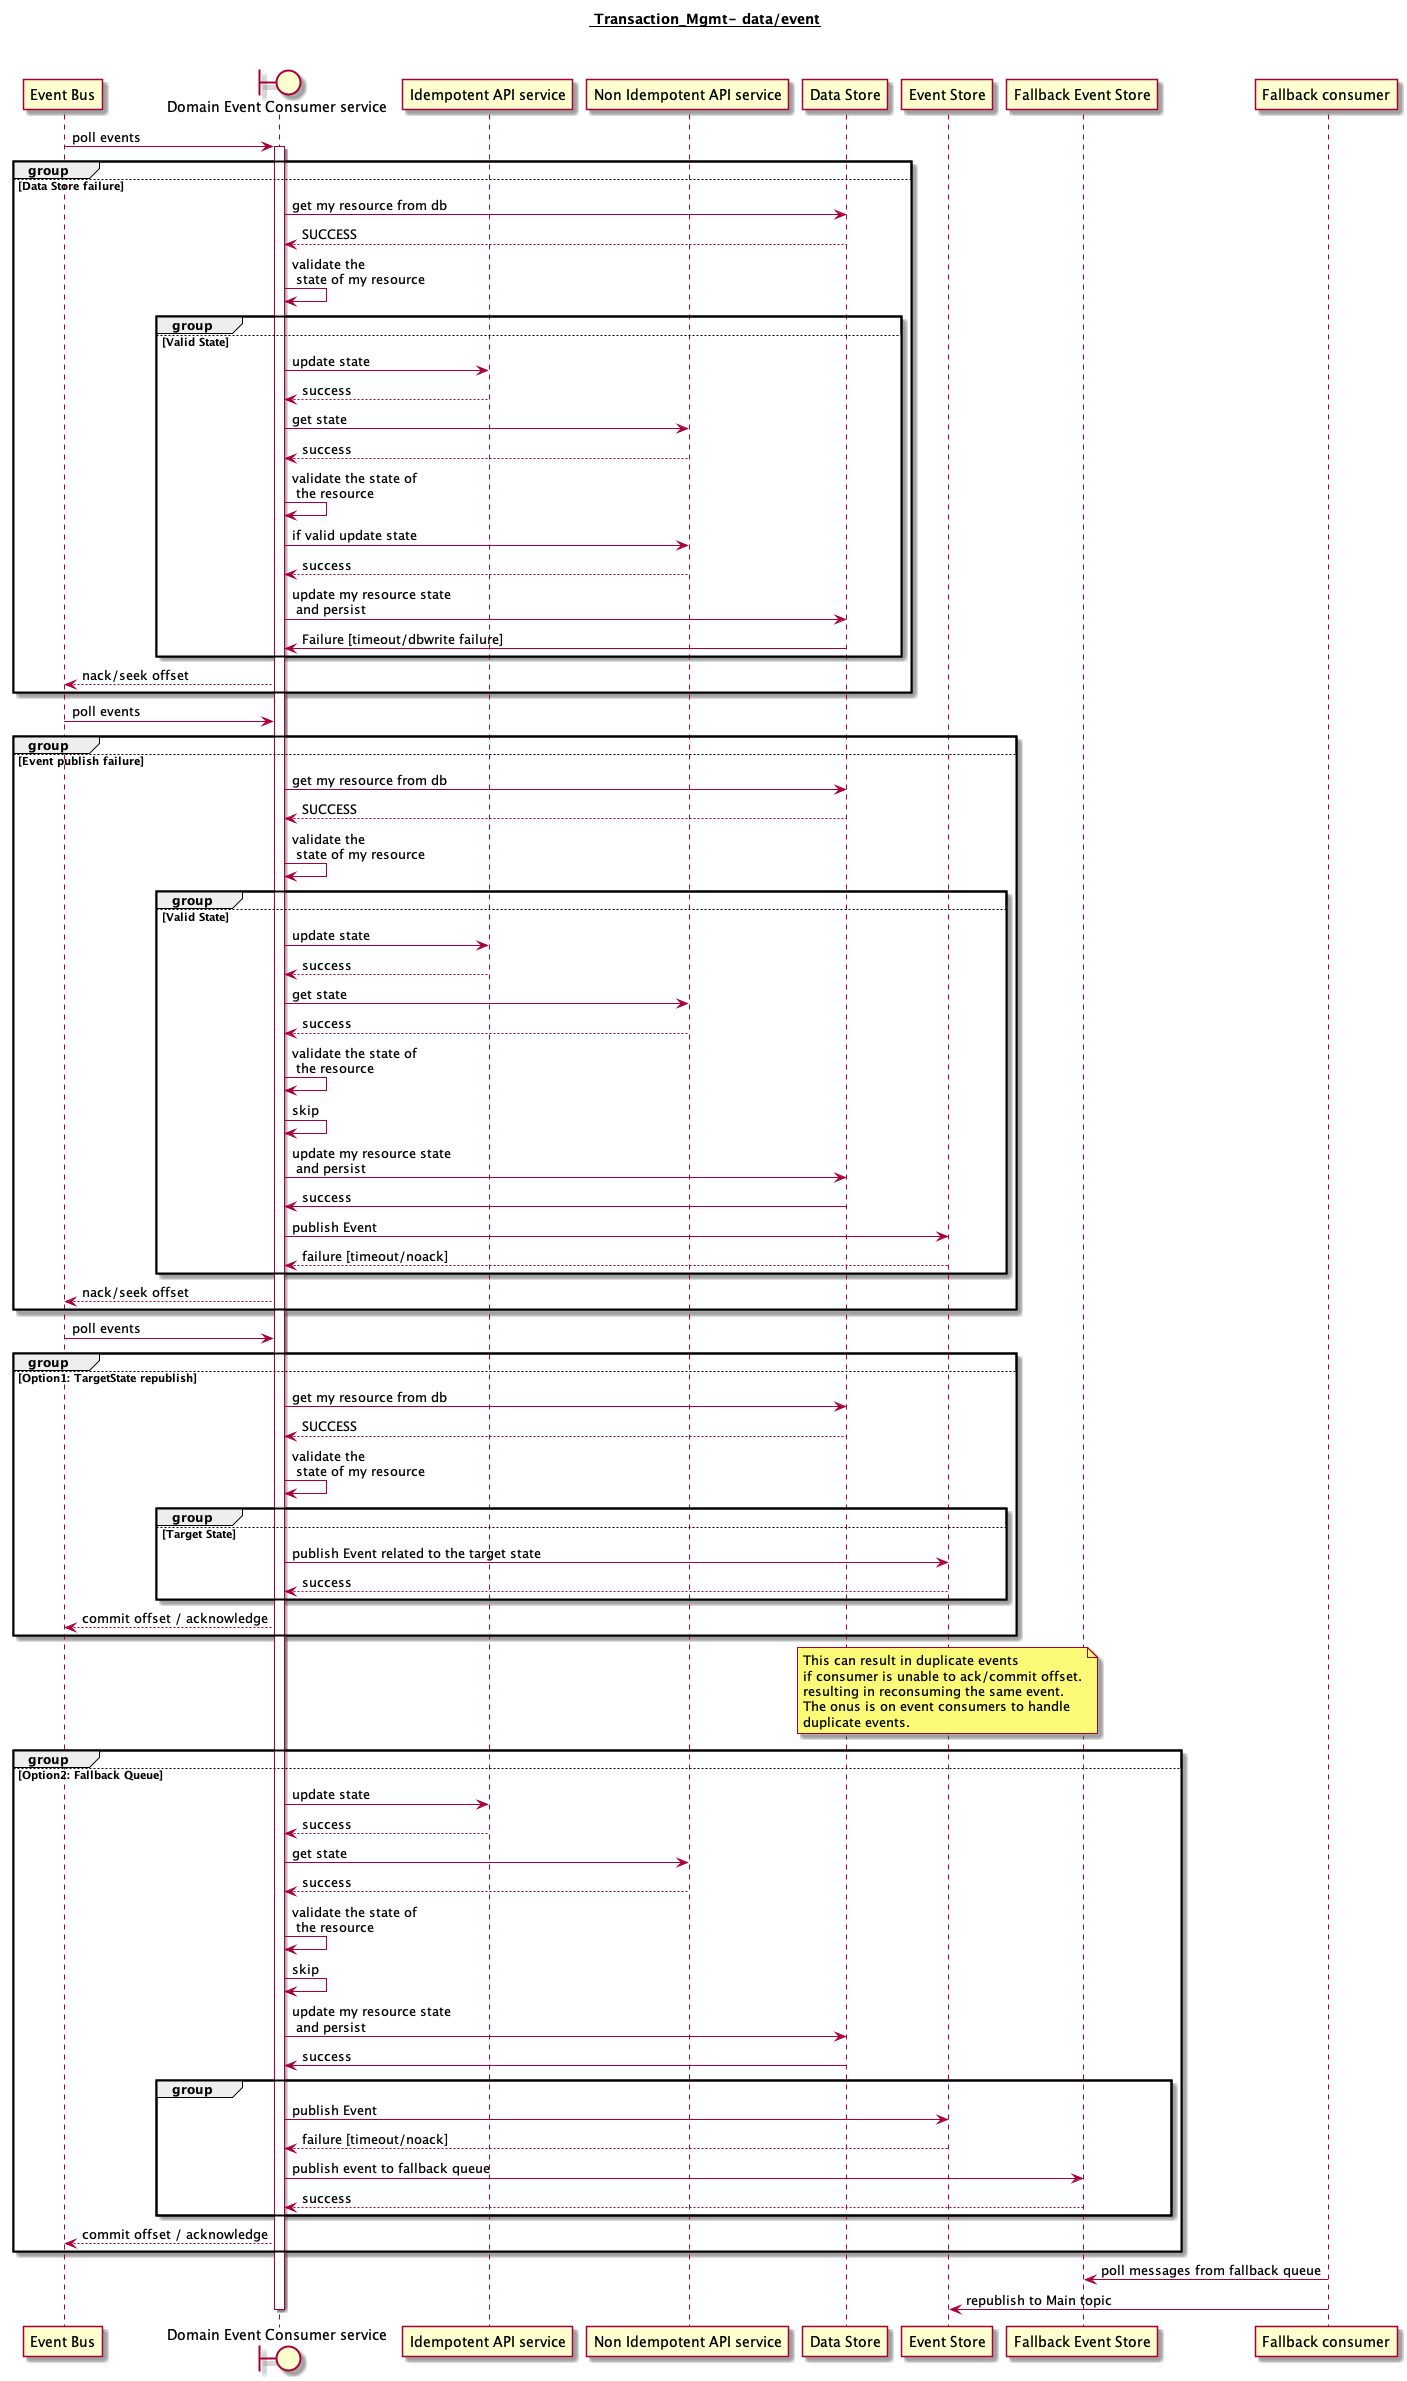 Transaction_Mgmt- data/event
Event Bus
Domain Event Consumer service
Idempotent API service
Non Idempotent API service
Data Store
Event Store
Fallback Event Store
Fallback consumer
poll events
group
[Data Store failure]
get my resource from db
SUCCESS
validate the
state of my resource
group
[Valid State]
update state
success
get state
success
validate the state of
the resource
if valid update state
success
update my resource state
and persist
Failure [timeout/dbwrite failure]
nack/seek offset
poll events
group
[Event publish failure]
get my resource from db
SUCCESS
validate the
state of my resource
group
[Valid State]
update state
success
get state
success
validate the state of
the resource
skip
update my resource state
and persist
success
publish Event
failure [timeout/noack]
nack/seek offset
poll events
group
[Option1: TargetState republish]
get my resource from db
SUCCESS
validate the
state of my resource
group
[Target State]
publish Event related to the target state
success
commit offset / acknowledge
This can result in duplicate events
if consumer is unable to ack/commit offset.
resulting in reconsuming the same event.
The onus is on event consumers to handle
duplicate events.
group
[Option2: Fallback Queue]
update state
success
get state
success
validate the state of
the resource
skip
update my resource state
and persist
success
group
publish Event
failure [timeout/noack]
publish event to fallback queue
success
commit offset / acknowledge
poll messages from fallback queue
republish to Main topic
Event Bus
Domain Event Consumer service
Idempotent API service
Non Idempotent API service
Data Store
Event Store
Fallback Event Store
Fallback consumer